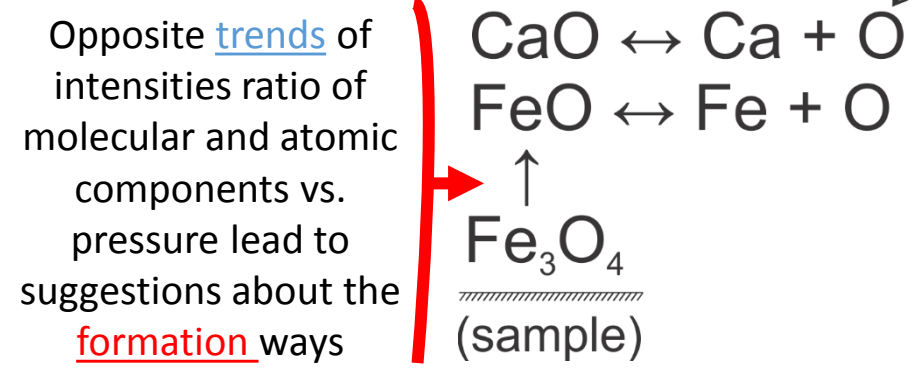 Opposite trends of
intensities ratio of
molecular and atomic
components vs.
pressure lead to
suggestions about the
formation ways
CaO ↔ Ca + O
FeO ↔ Fe + O
↑
Fe₃O₄
(sample)